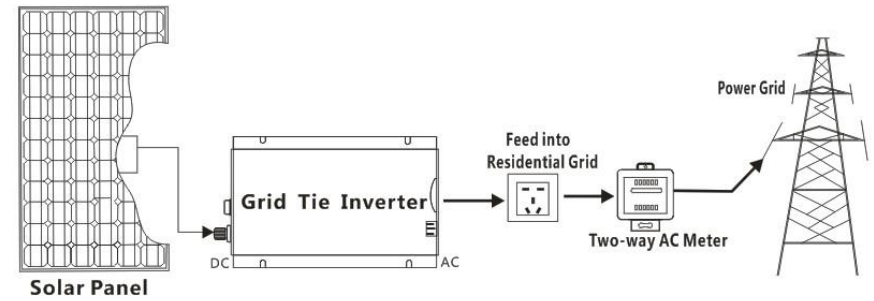 Power Grid
Feed into
Residential Grid
Grid Tie Inverter
Two-way AC Meter
DC
AC
Solar Panel